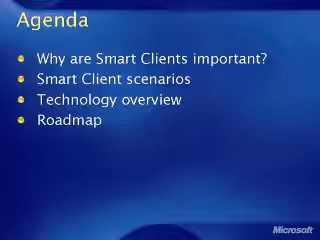 Agenda
Why are Smart Clients important?
Smart Client scenarios
Technology overview
Roadmap
Microsoft